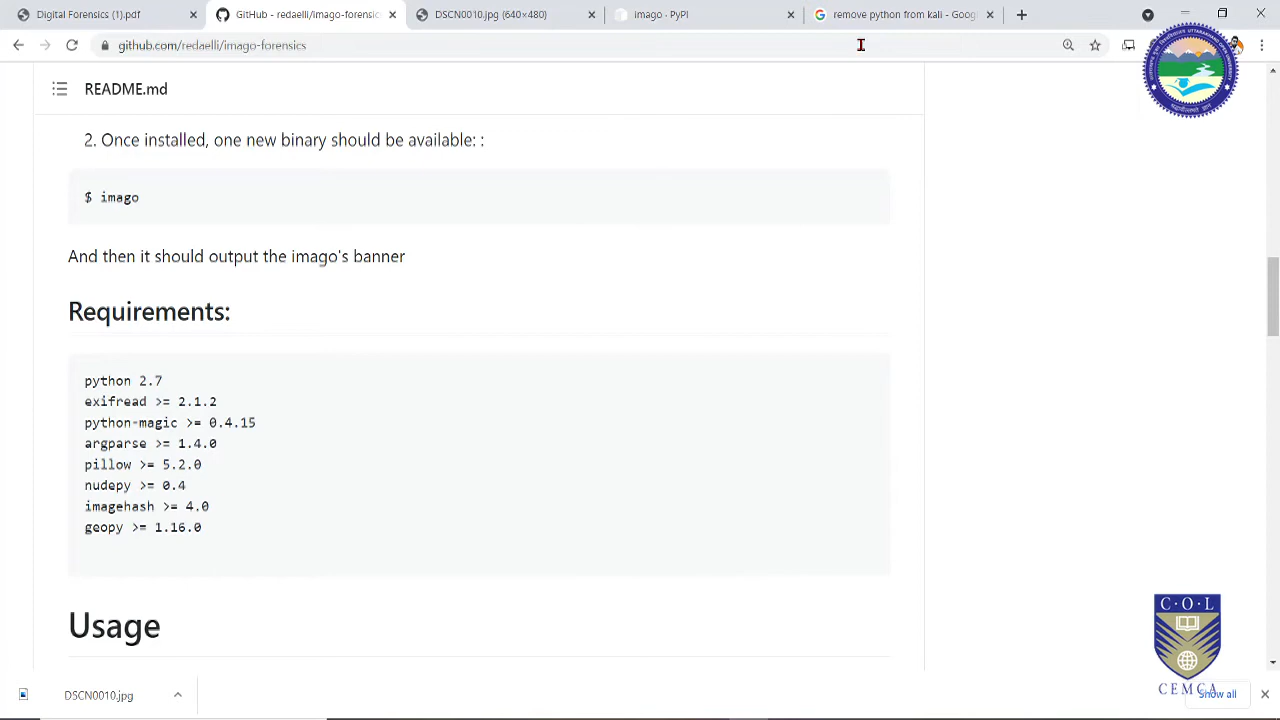 Digital Forensics (1).pdf
GitHub - redaelli/imago-forensics
DSCN0010.jpg (640×480)
imago · PyPI
remove python from kali - Goog
github.com/redaelli/imago-forensics
README.md
2. Once installed, one new binary should be available: :
$ imago
And then it should output the imago's banner
Requirements:
python 2.7
exifread >= 2.1.2
python-magic >= 0.4.15
argparse >= 1.4.0
pillow >= 5.2.0
nudepy >= 0.4
imagehash >= 4.0
geopy >= 1.16.0
Usage
C·O·L
CEMCA
DSCN0010.jpg
Show all